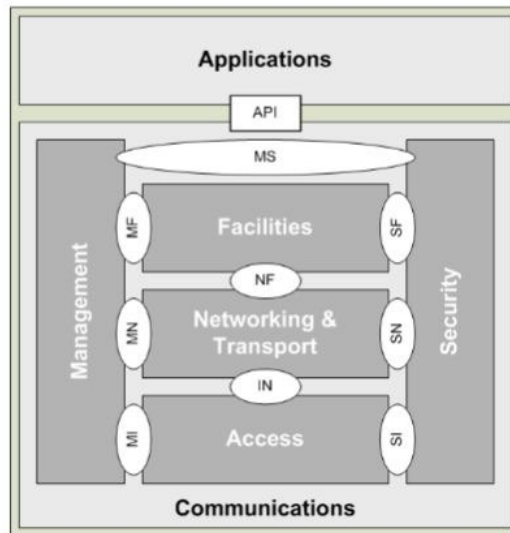 Applications
API
MS
Management
MF
Facilities
SF
Security
NF
MN
Networking &
Transport
SN
IN
MI
Access
SI
Communications